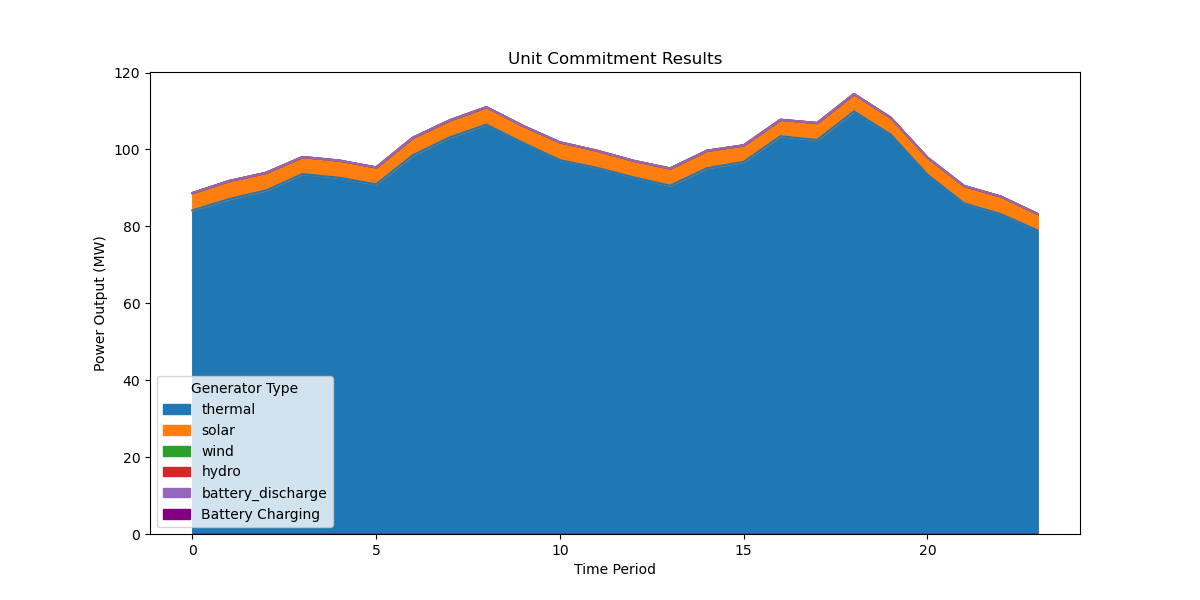 Unit Commitment Results
Power Output (MW)
120
100
80
60
40
20
0
Generator Type
thermal
solar
wind
hydro
battery_discharge
Battery Charging
0 5 10 15 20
Time Period